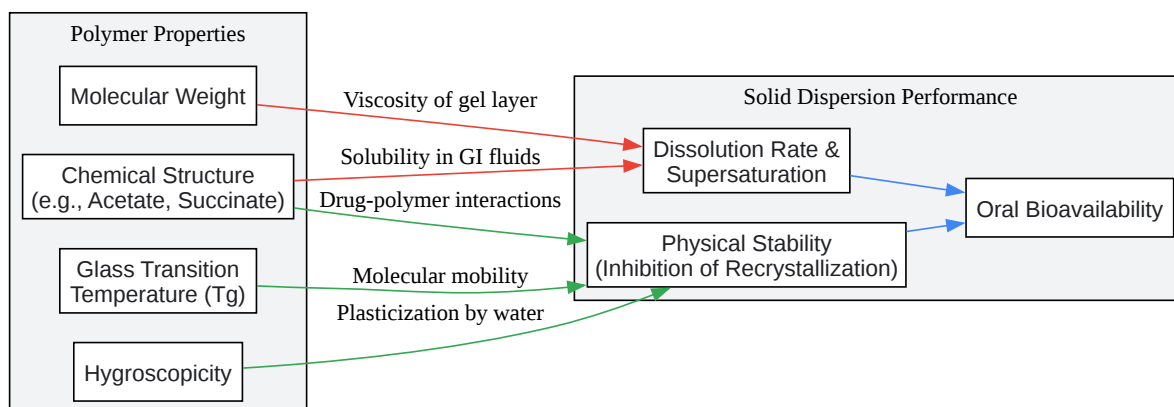 Polymer Properties
Molecular Weight
Chemical Structure
(e.g., Acetate, Succinate)
Glass Transition
Temperature (Tg)
Hygroscopicity
Viscosity of gel layer
Solubility in GI fluids
Drug-polymer interactions
Molecular mobility
Plasticization by water
Solid Dispersion Performance
Dissolution Rate &
Supersaturation
Physical Stability
(Inhibition of Recrystallization)
Oral Bioavailability